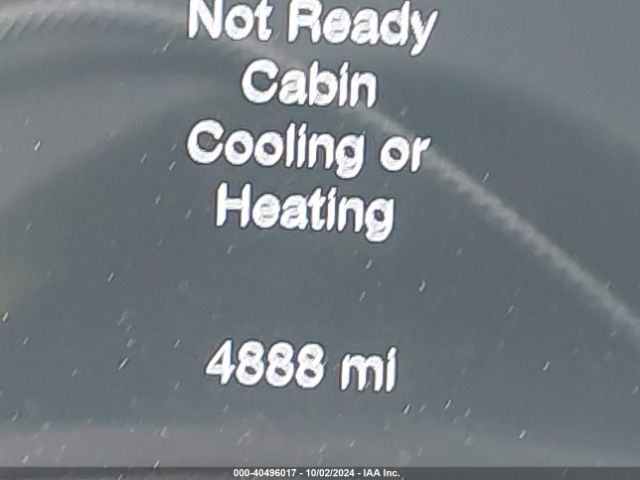 Not Ready
Cabin
Cooling or
Heating
4888 mi
000-40496017 - 10/02/2024 - IAA Inc.